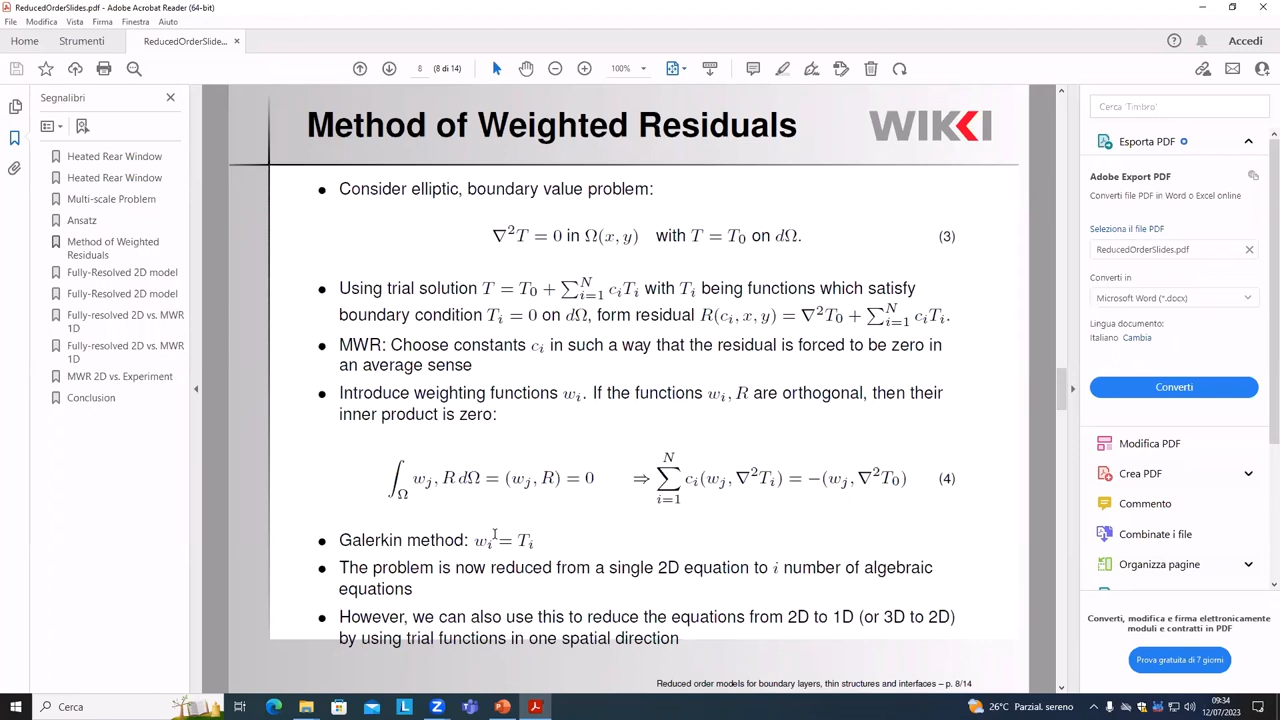 ReducedOrderSlides.pdf - Adobe Acrobat Reader (64-bit)
File Modifica Vista Firma Finestra Aiuto
Home Strumenti ReducedOrderSlide... × Accedi
8 (8 di 14) 100%
Segnalibri
Heated Rear Window
Heated Rear Window
Multi-scale Problem
Ansatz
Method of Weighted
Residuals
Fully-Resolved 2D model
Fully-Resolved 2D model
Fully-resolved 2D vs. MWR
1D
Fully-resolved 2D vs. MWR
1D
MWR 2D vs. Experiment
Conclusion
Method of Weighted Residuals
WIKKI
• Consider elliptic, boundary value problem:
∇²T = 0 in Ω(x, y) with T = T₀ on dΩ. (3)
• Using trial solution T = T₀ + ∑ᵢ₌₁ᴺ cᵢTᵢ with Tᵢ being functions which satisfy
boundary condition Tᵢ = 0 on dΩ, form residual R(cᵢ, x, y) = ∇²T₀ + ∑ᵢ₌₁ᴺ cᵢTᵢ.
• MWR: Choose constants cᵢ in such a way that the residual is forced to be zero in
an average sense
• Introduce weighting functions wᵢ. If the functions wᵢ, R are orthogonal, then their
inner product is zero:
∫_Ω wⱼ, R dΩ = (wⱼ, R) = 0 ⇒ ∑ᵢ₌₁ᴺ cᵢ(wⱼ, ∇²Tᵢ) = −(wⱼ, ∇²T₀) (4)
• Galerkin method: wᵢ = Tᵢ
• The problem is now reduced from a single 2D equation to i number of algebraic
equations
• However, we can also use this to reduce the equations from 2D to 1D (or 3D to 2D)
by using trial functions in one spatial direction
Reduced order models for boundary layers, thin structures and interfaces – p. 8/14
Cerca 'Timbro'
Esporta PDF
Adobe Export PDF
Converti file PDF in Word o Excel online
Seleziona il file PDF
ReducedOrderSlides.pdf ×
Converti in
Microsoft Word (*.docx)
Lingua documento:
Italiano Cambia
Converti
Modifica PDF
Crea PDF
Commento
Combinate i file
Organizza pagine
Converti, modifica e firma elettronicamente
moduli e contratti in PDF
Prova gratuita di 7 giorni
Cerca
26°C Parzial. sereno
09:34
12/07/2023